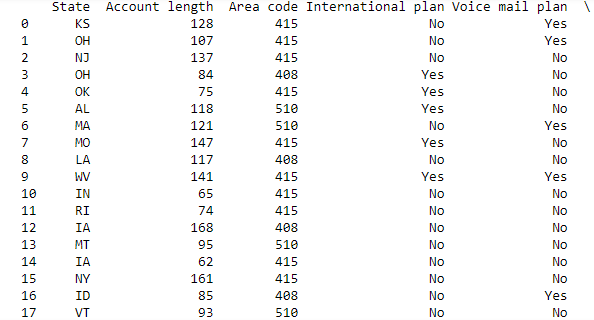 State Account length Area code International plan Voice mail plan \
0 KS 128 415 No Yes
1 OH 107 415 No Yes
2 NJ 137 415 No No
3 OH 84 408 Yes No
4 OK 75 415 Yes No
5 AL 118 510 Yes No
6 MA 121 510 No Yes
7 MO 147 415 Yes No
8 LA 117 408 No No
9 WV 141 415 Yes Yes
10 IN 65 415 No No
11 RI 74 415 No No
12 IA 168 408 No No
13 MT 95 510 No No
14 IA 62 415 No No
15 NY 161 415 No No
16 ID 85 408 No Yes
17 VT 93 510 No No